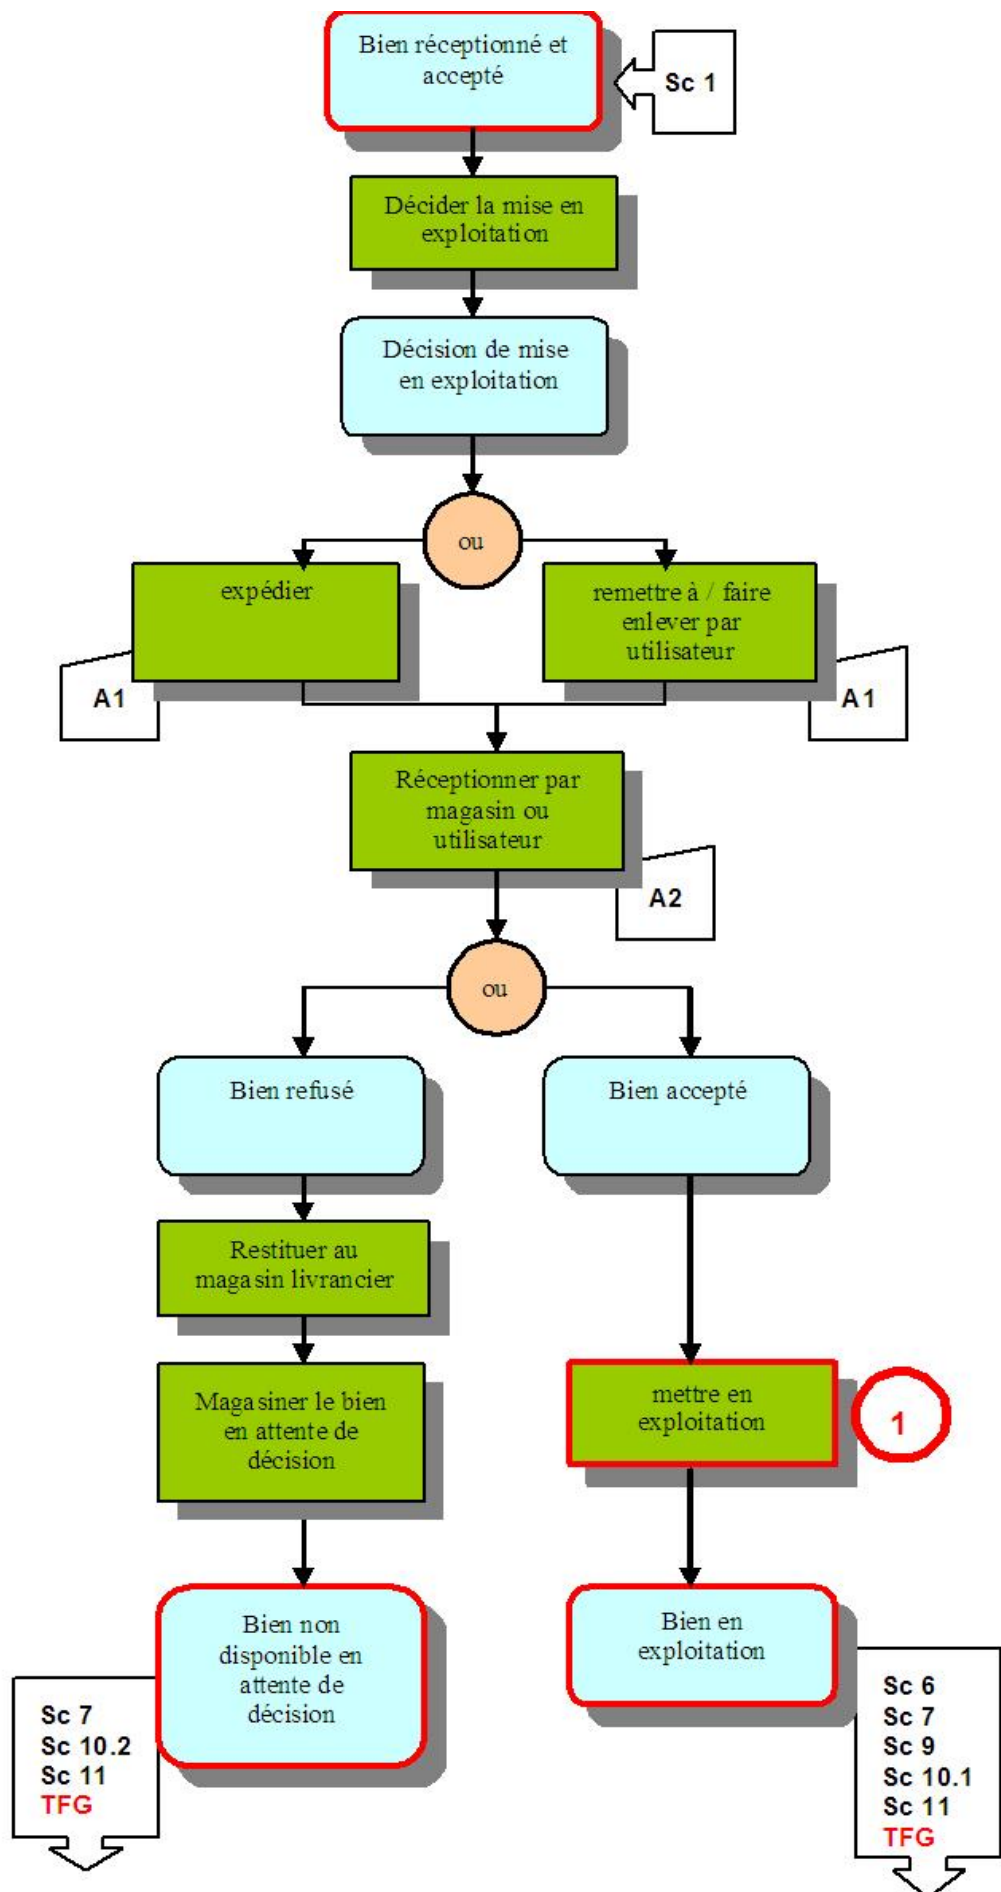 Bien réceptionné et
accepté
Sc 1
Décider la mise en
exploitation
Décision de mise
en exploitation
ou
expédier
remettre à / faire
enlever par
utilisateur
A1
A1
Réceptionner par
magasin ou
utilisateur
A2
ou
Bien refusé
Bien accepté
Restituer au
magasin livrancier
Magasiner le bien
en attente de
décision
mettre en
exploitation
1
Bien non
disponible en
attente de
décision
Bien en
exploitation
Sc 7
Sc 10.2
Sc 11
TFG
Sc 6
Sc 7
Sc 9
Sc 10.1
Sc 11
TFG